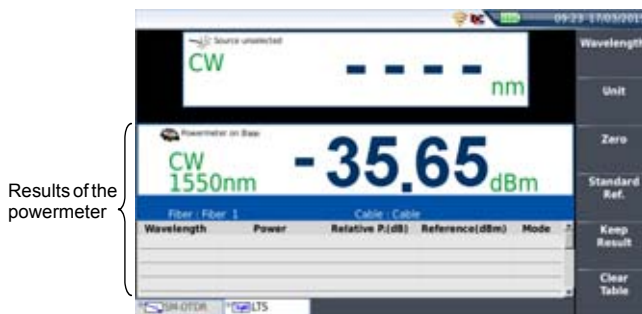 09:23 17/03/201
Source unselected
CW
---- nm
Wavelength
Unit
Zero
Standard Ref.
Keep Result
Clear Table
Results of the powermeter
Powermeter on Base
CW
1550nm
-35.65 dBm
Fiber : Fiber 1
Cable : Cable
Wavelength Power Relative P.(dB) Reference(dBm) Mode
SM-OTDR
LTS